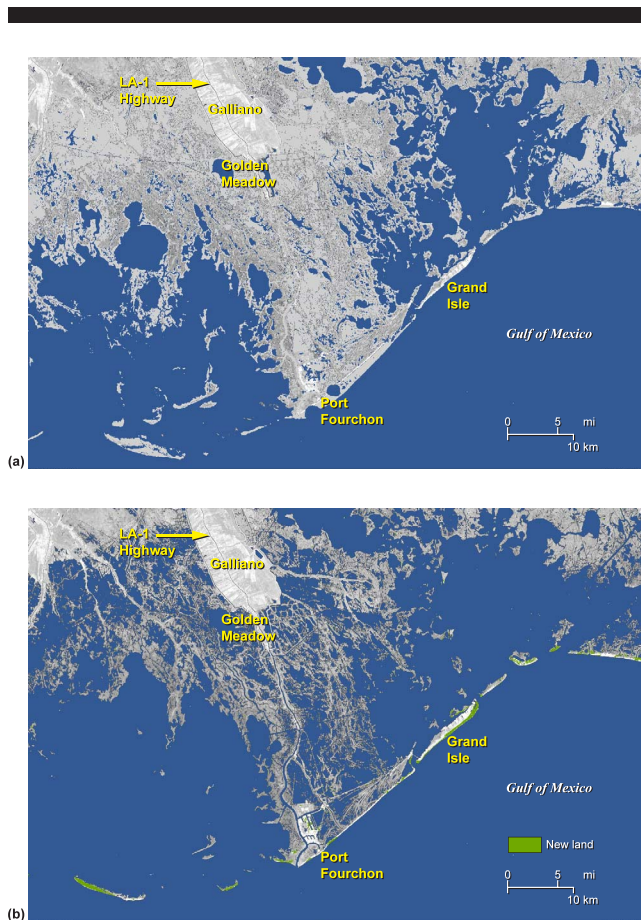 LA-1
Highway
Galliano
Golden
Meadow
Grand
Isle
Gulf of Mexico
Port
Fourchon
0 5 mi
10 km
(a)
LA-1
Highway
Galliano
Golden
Meadow
Grand
Isle
Gulf of Mexico
New land
Port
Fourchon
0 5 mi
10 km
(b)